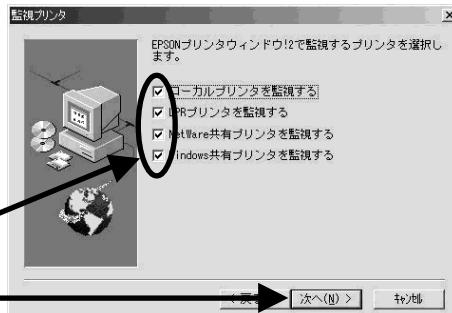 監視プリンタ
EPSONプリンタウィンドウ!2で監視するプリンタを選択し
ます。
ローカルプリンタを監視する
LPRプリンタを監視する
NetWare共有プリンタを監視する
Windows共有プリンタを監視する
次へ(N) >
ｷｬﾝｾﾙ